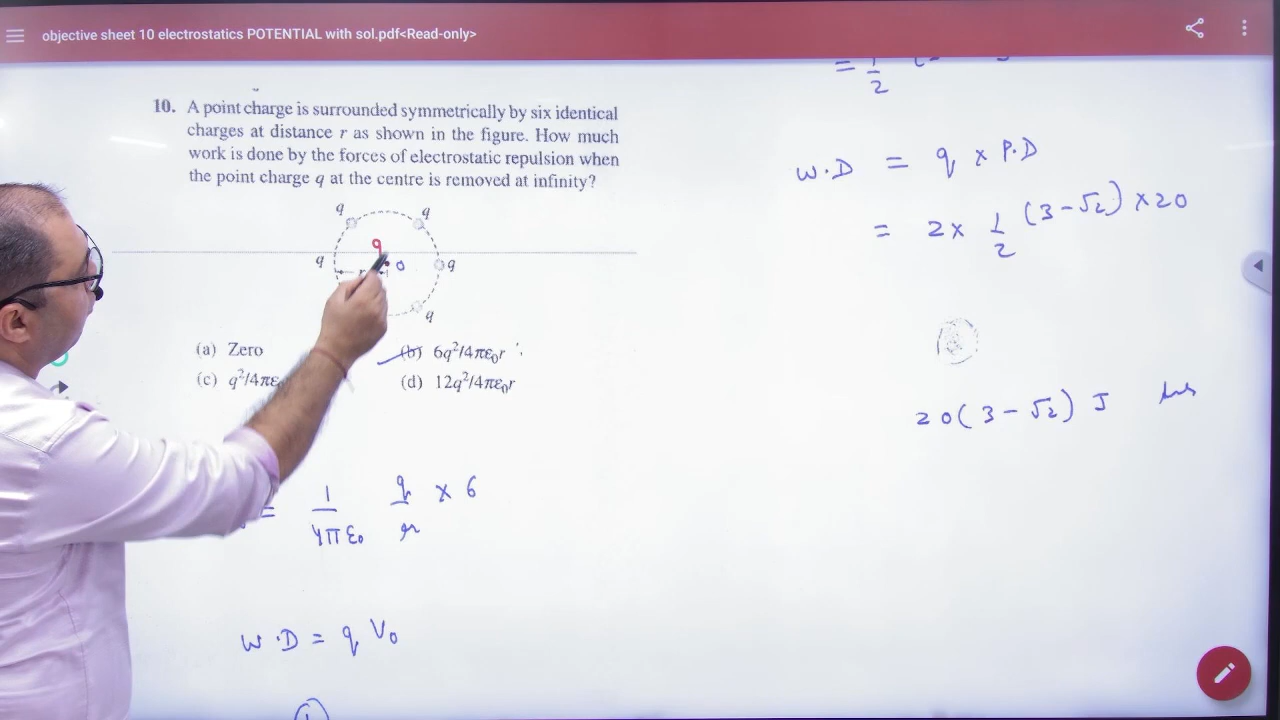 objective sheet 10 electrostatics POTENTIAL with sol.pdf<Read-only>
10. A point charge is surrounded symmetrically by six identical
charges at distance r as shown in the figure. How much
work is done by the forces of electrostatic repulsion when
the point charge q at the centre is removed at infinity?
q q
q q O q
r
q
(a) Zero (b) 6q²/4πε₀r
(c) q²/4πε (d) 12q²/4πε₀r
= 1/4πε₀ q/r × 6
W.D = q V₀
= 1/2
W.D = q × P.D
= 2 × 1/2 (3-√2) × 20
20(3-√2) J Ans